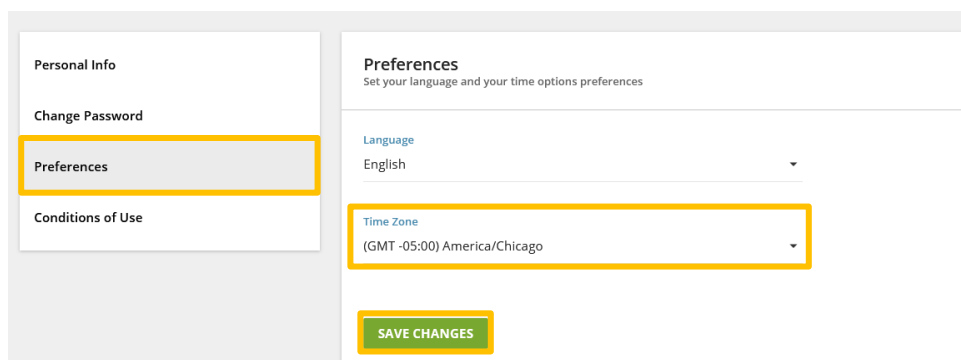 Personal Info
Change Password
Preferences
Conditions of Use
Preferences
Set your language and your time options preferences
Language
English
Time Zone
(GMT -05:00) America/Chicago
SAVE CHANGES